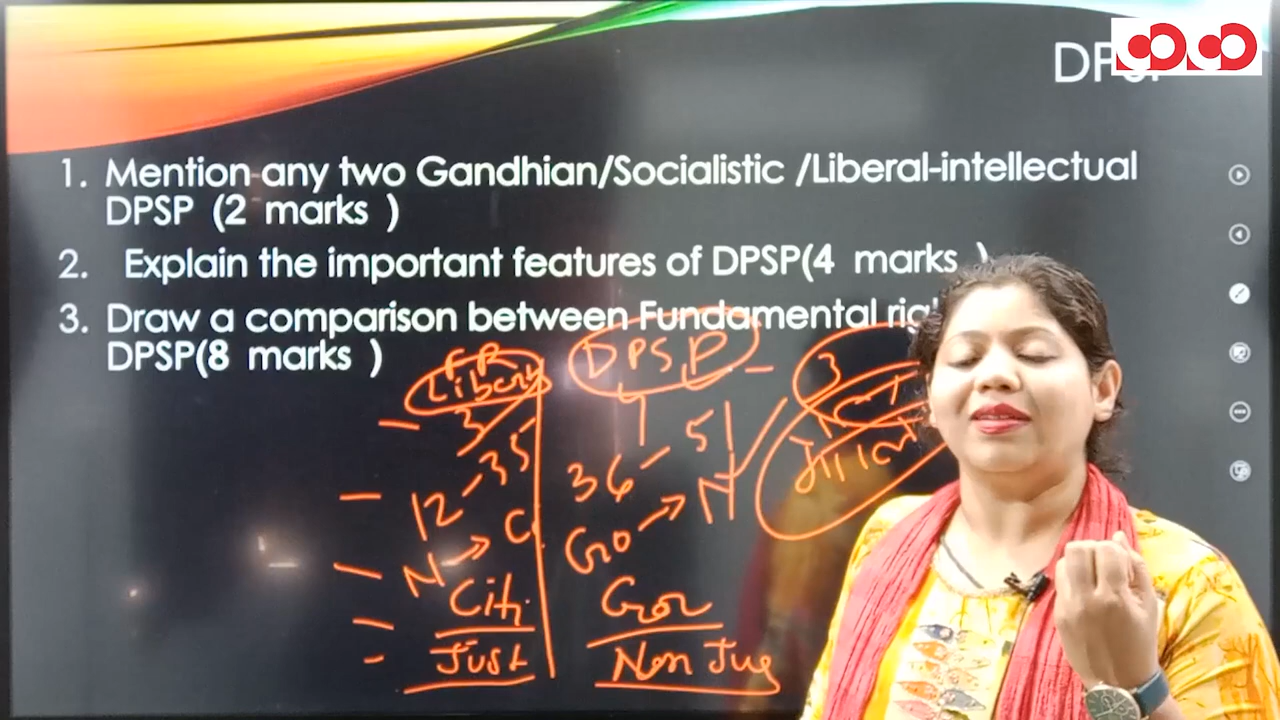 DPSP
1. Mention any two Gandhian/Socialistic /Liberal-intellectual
DPSP (2 marks )
2. Explain the important features of DPSP(4 marks )
3. Draw a comparison between Fundamental rig
DPSP(8 marks )
FR DPSP 3
Liberty
3
12-35 36-51
N → C Go → N
Citi Gov
Just Non Jus